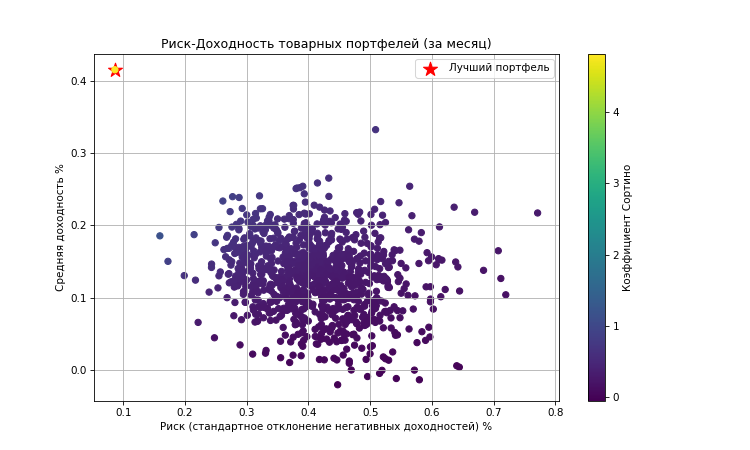 Риск-Доходность товарных портфелей (за месяц)
Лучший портфель
Средняя доходность %
0.4
0.3
0.2
0.1
0.0
0.1 0.2 0.3 0.4 0.5 0.6 0.7 0.8
Риск (стандартное отклонение негативных доходностей) %
4
3
2
1
0
Коэффициент Сортино